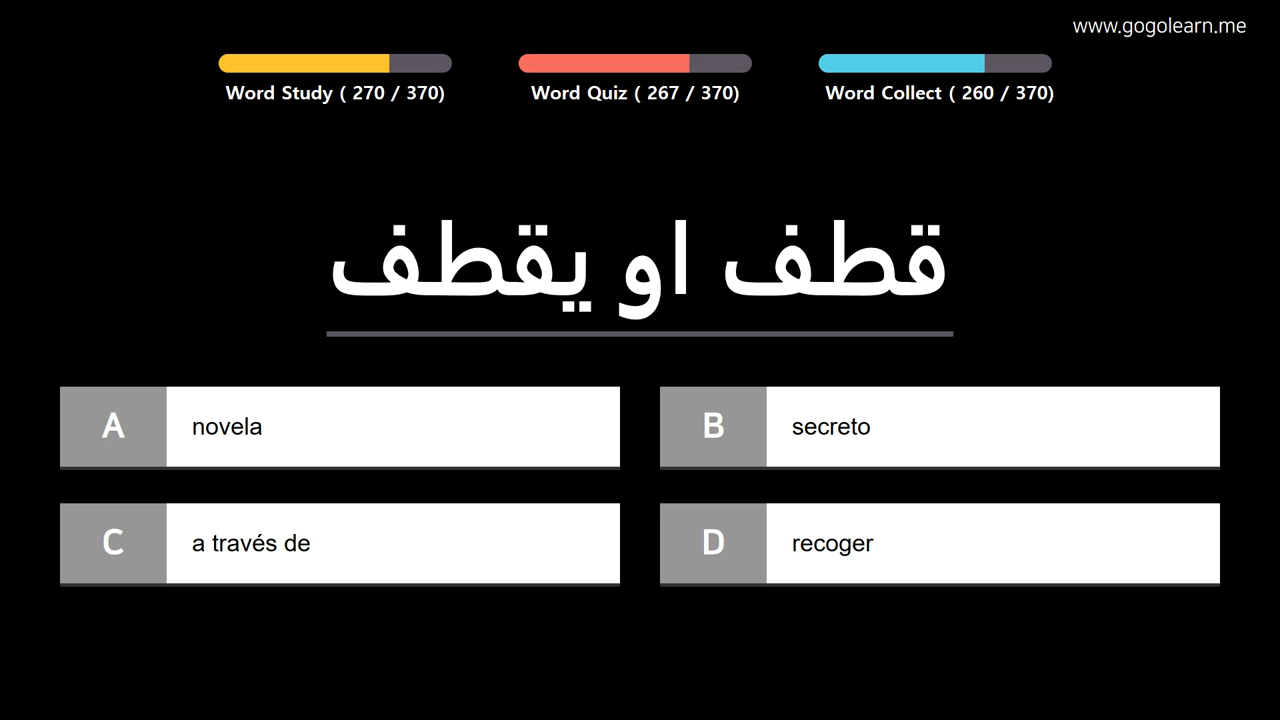 www.gogolearn.me
Word Study ( 270 / 370)
Word Quiz ( 267 / 370)
Word Collect ( 260 / 370)
قطف او يقطف
A novela
B secreto
C a través de
D recoger